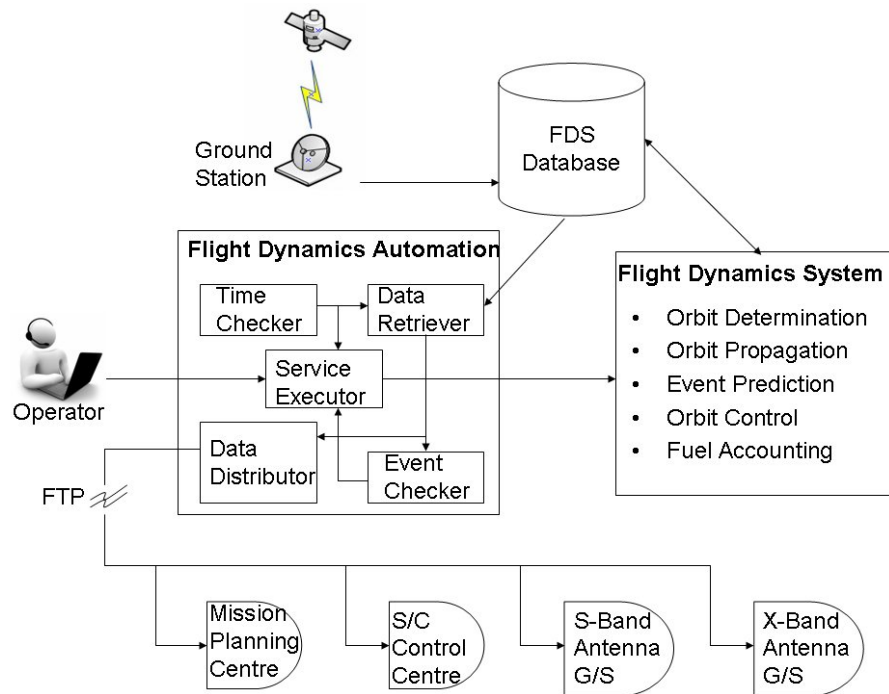 Ground
Station
FDS
Database
Flight Dynamics Automation
Time
Checker
Data
Retriever
Service
Executor
Data
Distributor
Event
Checker
Operator
FTP
Flight Dynamics System
• Orbit Determination
• Orbit Propagation
• Event Prediction
• Orbit Control
• Fuel Accounting
Mission
Planning
Centre
S/C
Control
Centre
S-Band
Antenna
G/S
X-Band
Antenna
G/S